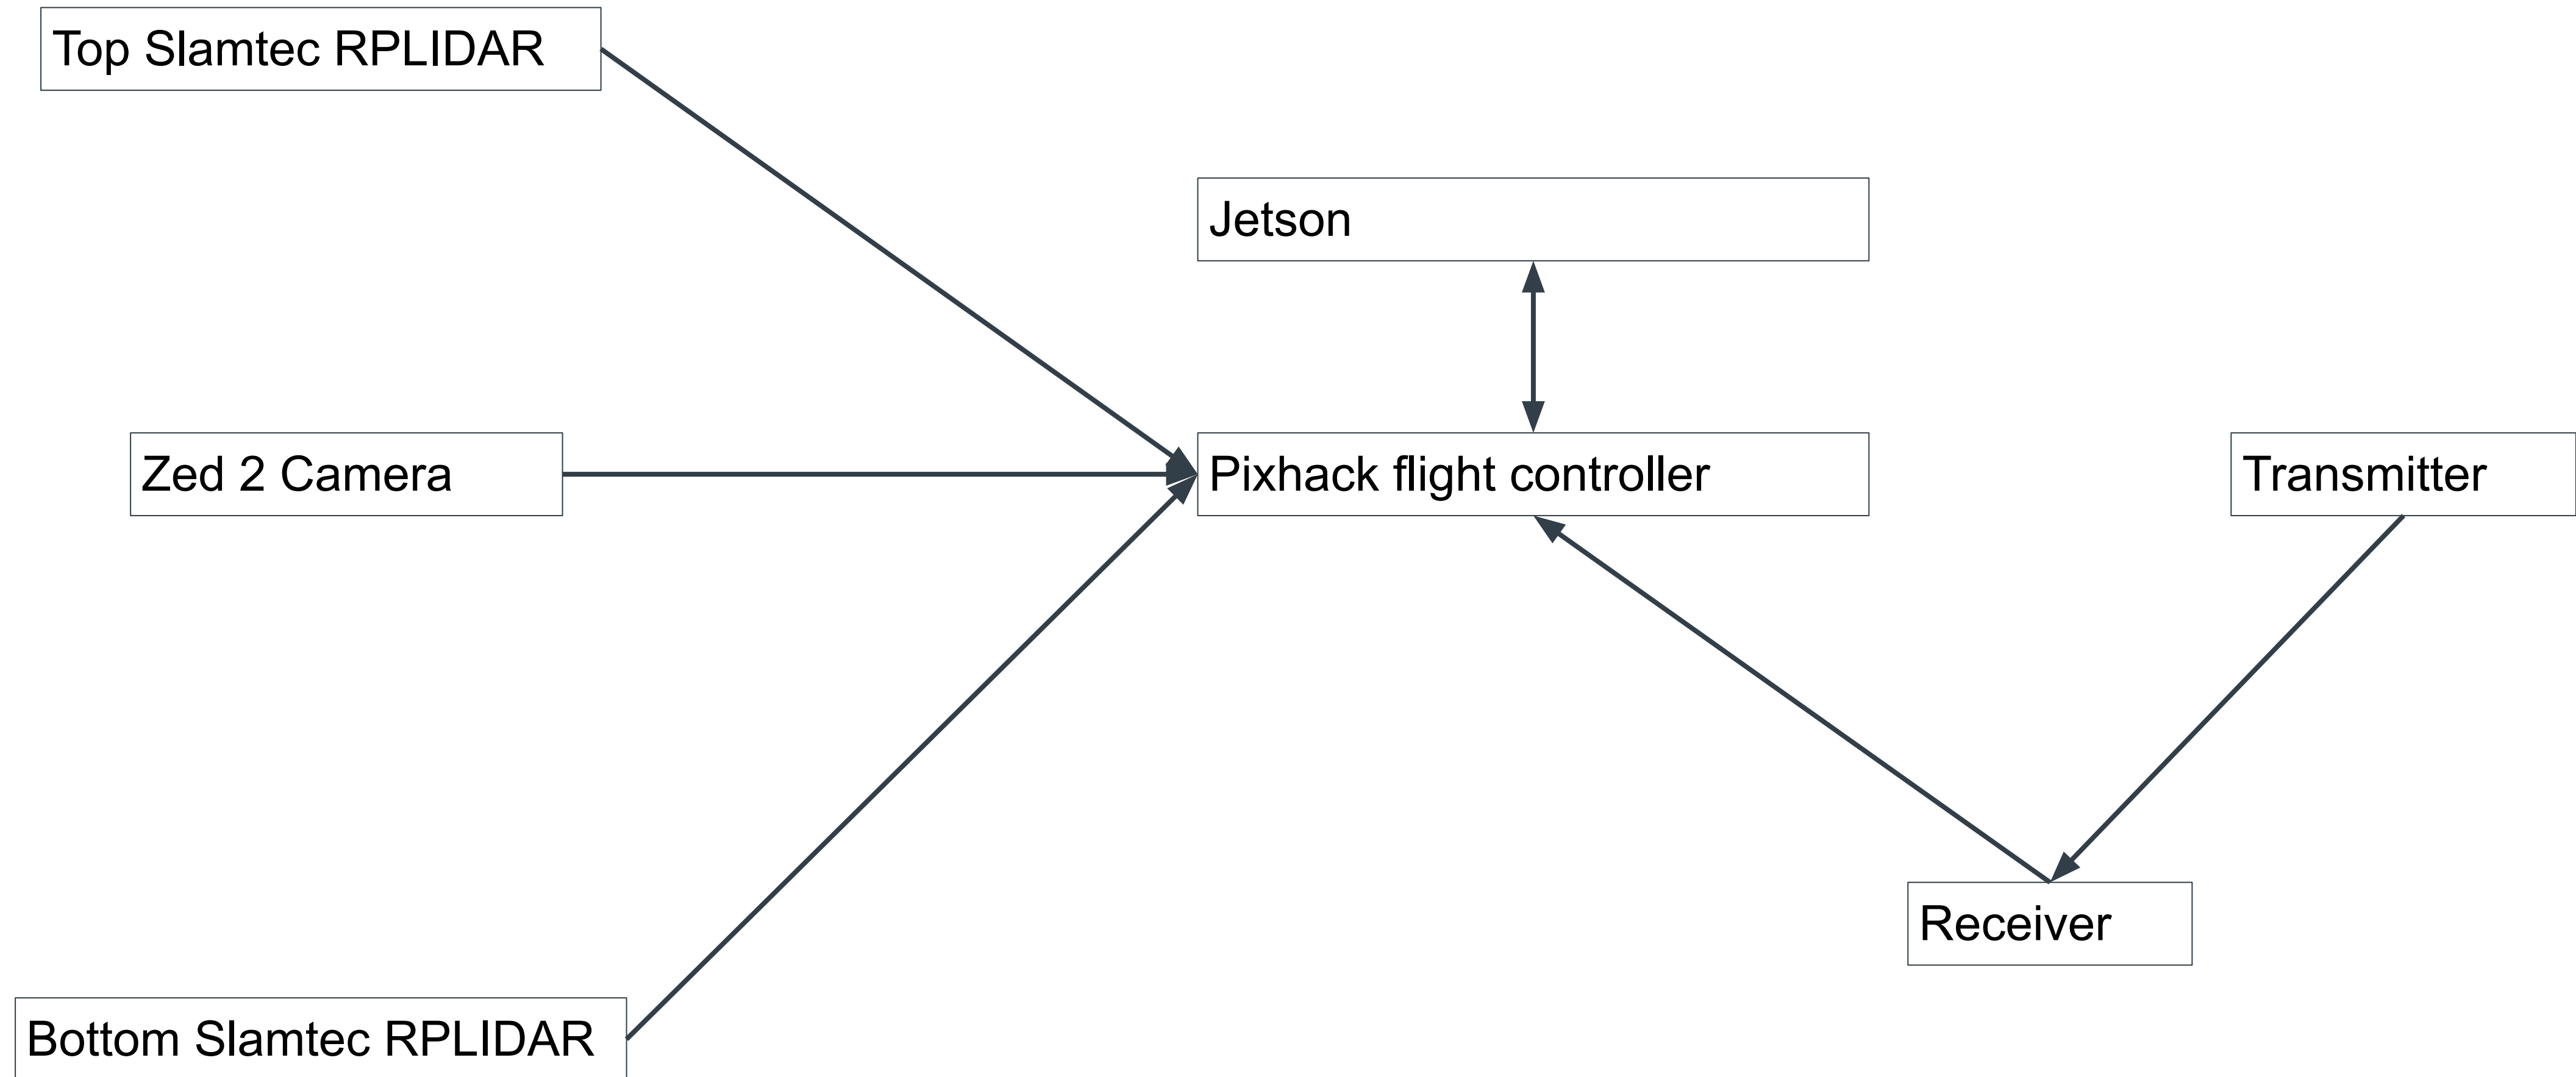 Top Slamtec RPLIDAR
Jetson
Zed 2 Camera
Pixhack flight controller
Transmitter
Receiver
Bottom Slamtec RPLIDAR